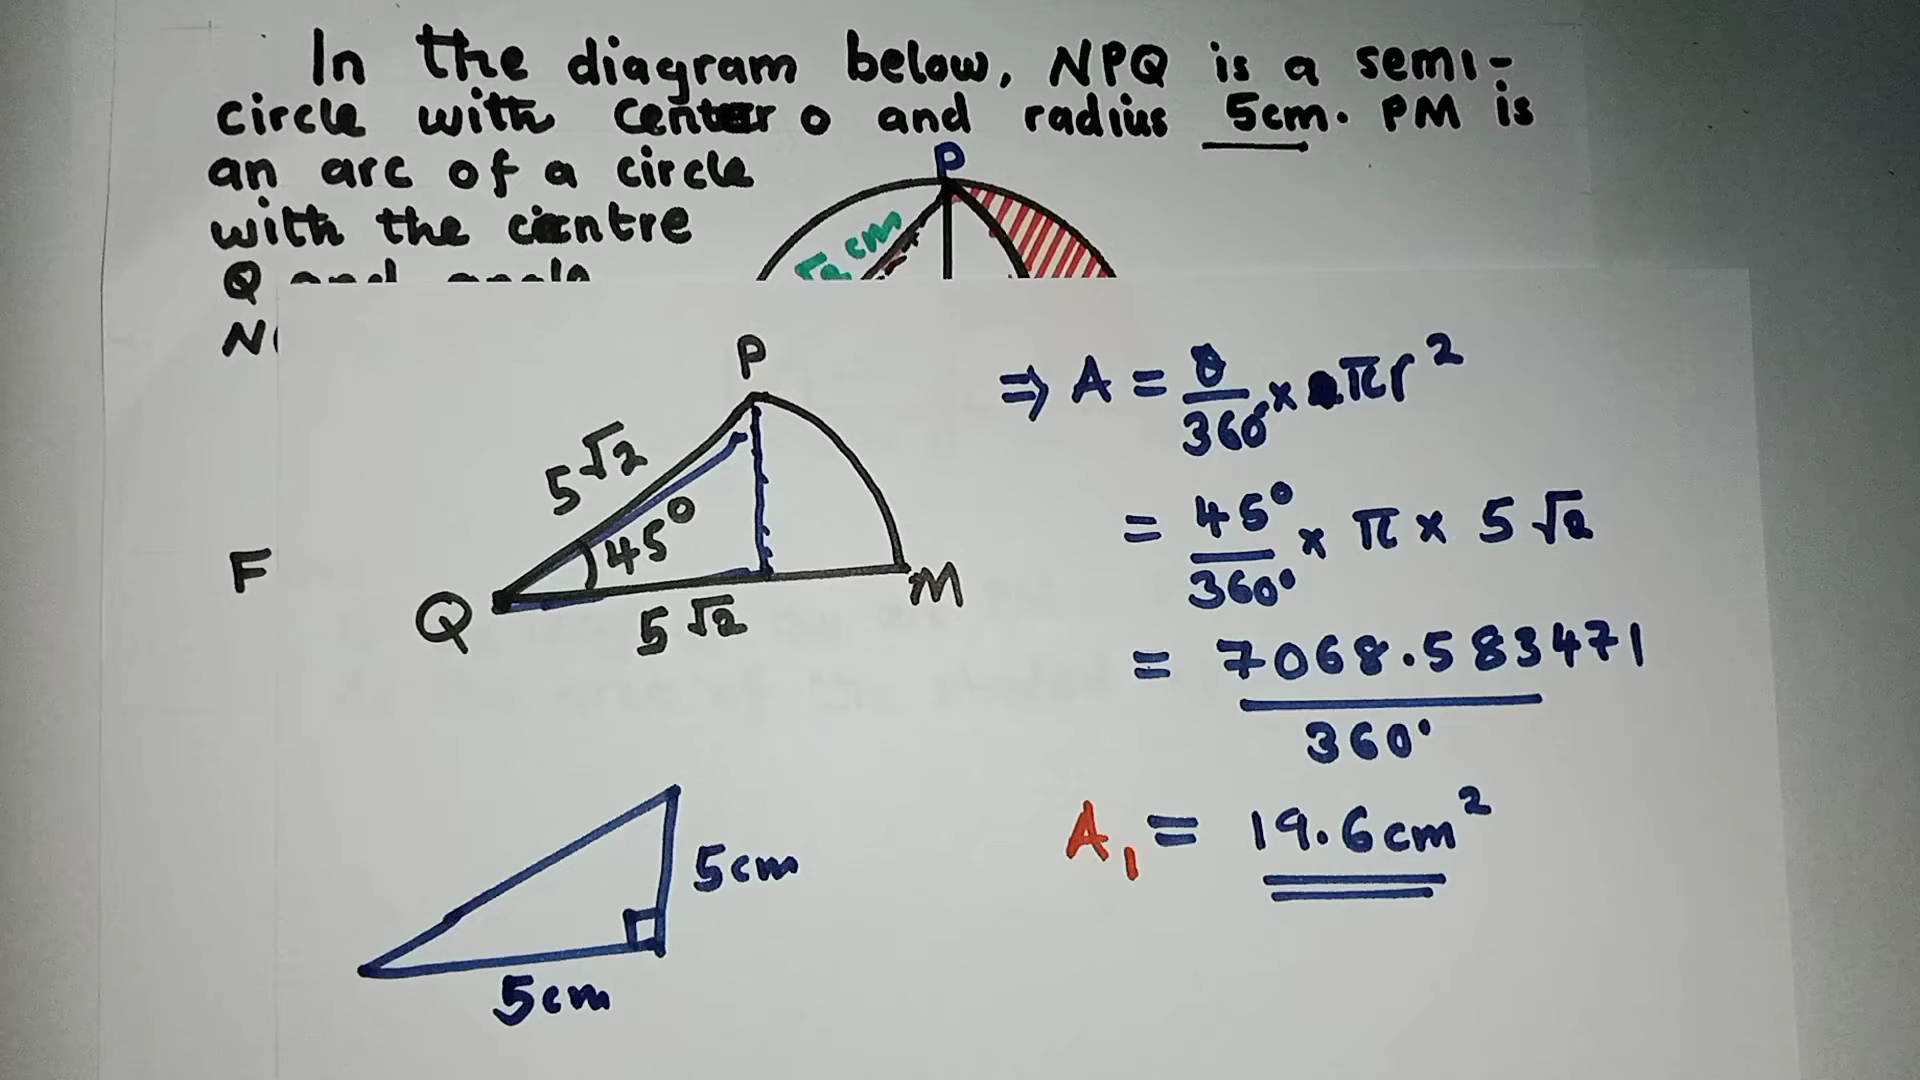 In the diagram below, NPQ is a semi-
circle with center O and radius 5cm. PM is
an arc of a circle
with the centre
Q and angle
P
√2 cm
N
F
P
5√2
45°
Q
5√2
M
⇒ A = θ/360° × πr²
= 45°/360° × π × 5√2
= 7068.583471/360°
A₁ = 19.6cm²
5cm
5cm